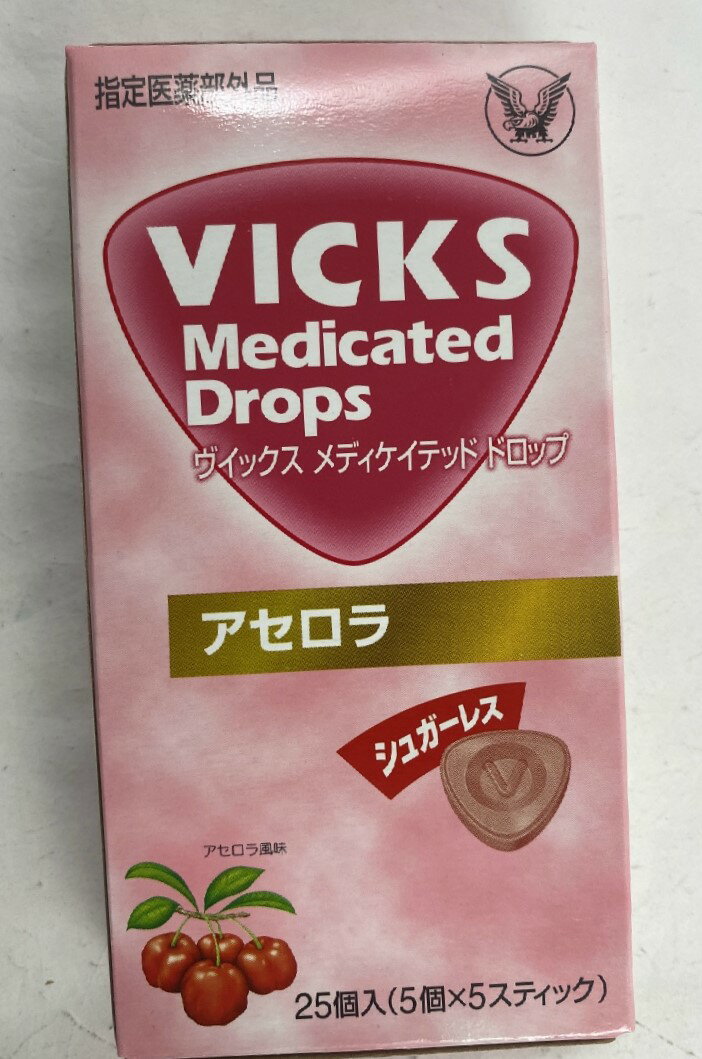 指定医薬部外品
VICKS
Medicated
Drops
ヴイックス メディケイテッド ドロップ
アセロラ
シュガーレス
V
アセロラ風味
25個入(5個×5スティック)